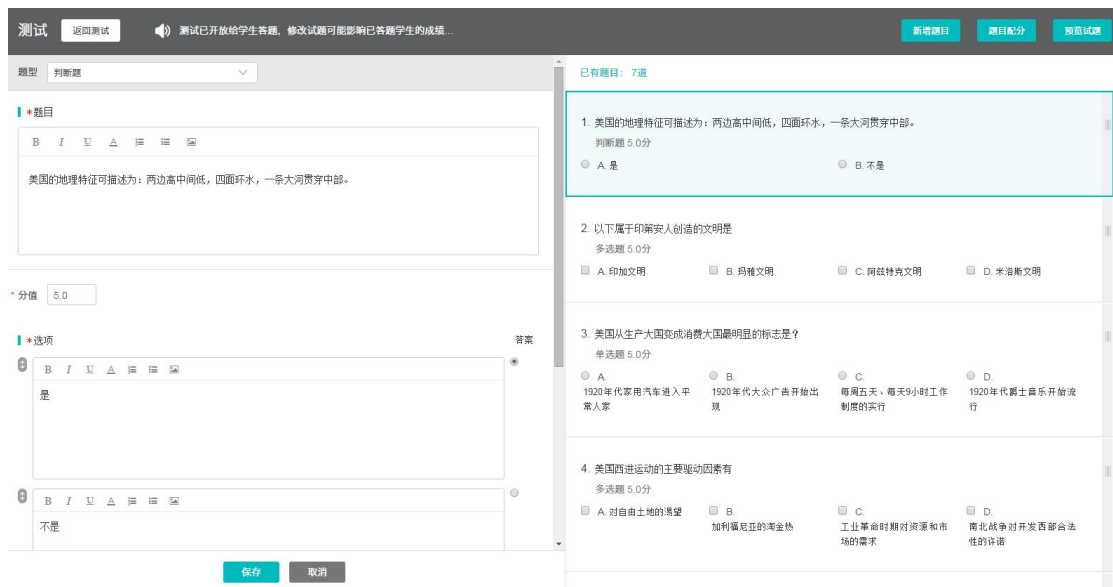 测试 返回测试 测试已开放给学生答题，修改试题可能影响已答题学生的成绩... 新增题目 题目配分 预览试题
题型 判断题
*题目
B I U A
美国的地理特征可描述为：两边高中间低，四面环水，一条大河贯穿中部。
*分值 5.0
*选项 答案
B I U A
是
B I U A
不是
保存 取消
已有题目： 7道
1. 美国的地理特征可描述为：两边高中间低，四面环水，一条大河贯穿中部。
判断题 5.0分
A. 是 B. 不是
2. 以下属于印第安人创造的文明是
多选题 5.0分
A. 印加文明 B. 玛雅文明 C. 阿兹特克文明 D. 米洛斯文明
3. 美国从生产大国变成消费大国最明显的标志是？
单选题 5.0分
A. B. C. D.
1920年代家用汽车进入平 1920年代大众广告开始出 每周五天、每天9小时工作 1920年代爵士音乐开始流
常人家 现 制度的实行 行
4. 美国西进运动的主要驱动因素有
多选题 5.0分
A. 对自由土地的渴望 B. C. D.
加利福尼亚的淘金热 工业革命时期对资源和市 南北战争对开发西部合法
场的需求 性的许诺